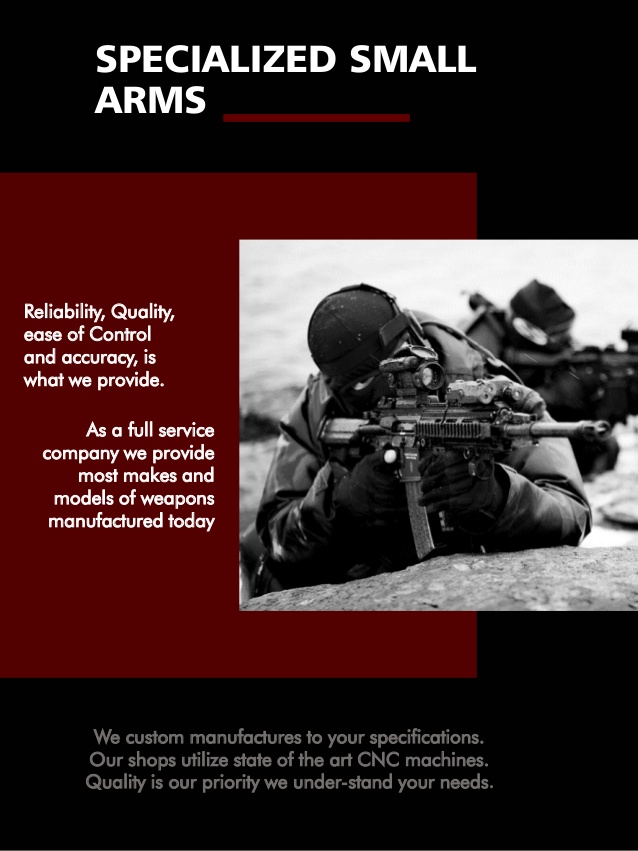 SPECIALIZED SMALL
ARMS
Reliability, Quality,
ease of Control
and accuracy, is
what we provide.
As a full service
company we provide
most makes and
models of weapons
manufactured today
We custom manufactures to your specifications.
Our shops utilize state of the art CNC machines.
Quality is our priority we under-stand your needs.